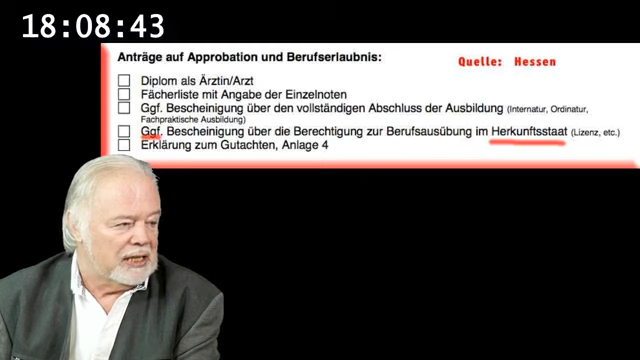 18:08:43
Anträge auf Approbation und Berufserlaubnis:
Quelle: Hessen
Diplom als Ärztin/Arzt
Fächerliste mit Angabe der Einzelnoten
Ggf. Bescheinigung über den vollständigen Abschluss der Ausbildung (Internatur, Ordinatur,
Fachpraktische Ausbildung)
Ggf. Bescheinigung über die Berechtigung zur Berufsausübung im Herkunftsstaat (Lizenz, etc.)
Erklärung zum Gutachten, Anlage 4